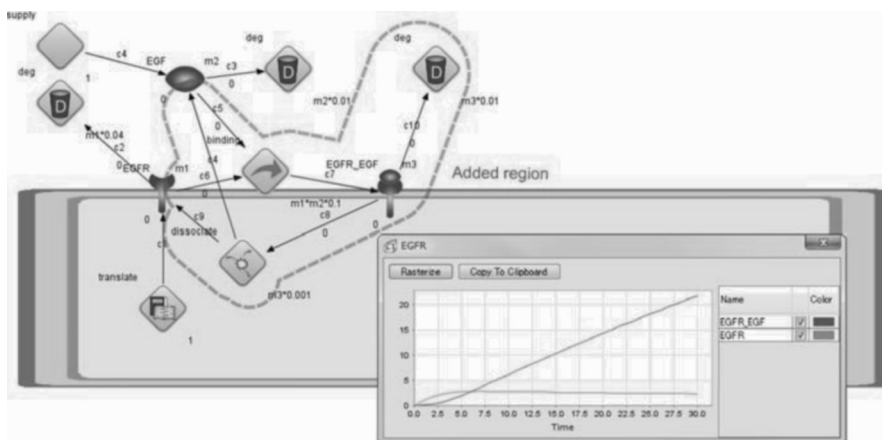 supply
c4
EGF
m2
deg
c3
0
deg
deg
1
0
m2*0.01
m3*0.01
m1*0.04
c2
0
c5
0
binding
c4
c10
0
EGFR
m1
c6
0
EGFR_EGF
m3
c7
Added region
m1*m2*0.1
0
c9
dissociate
c8
0
0
translate
m3*0.001
1
EGFR
Rasterize
Copy To Clipboard
Name
Color
EGFR_EGF
EGFR
20
15
10
5
0
0.0 2.5 5.0 7.5 10.0 12.5 15.0 17.5 20.0 22.5 25.0 27.5 30.0
Time